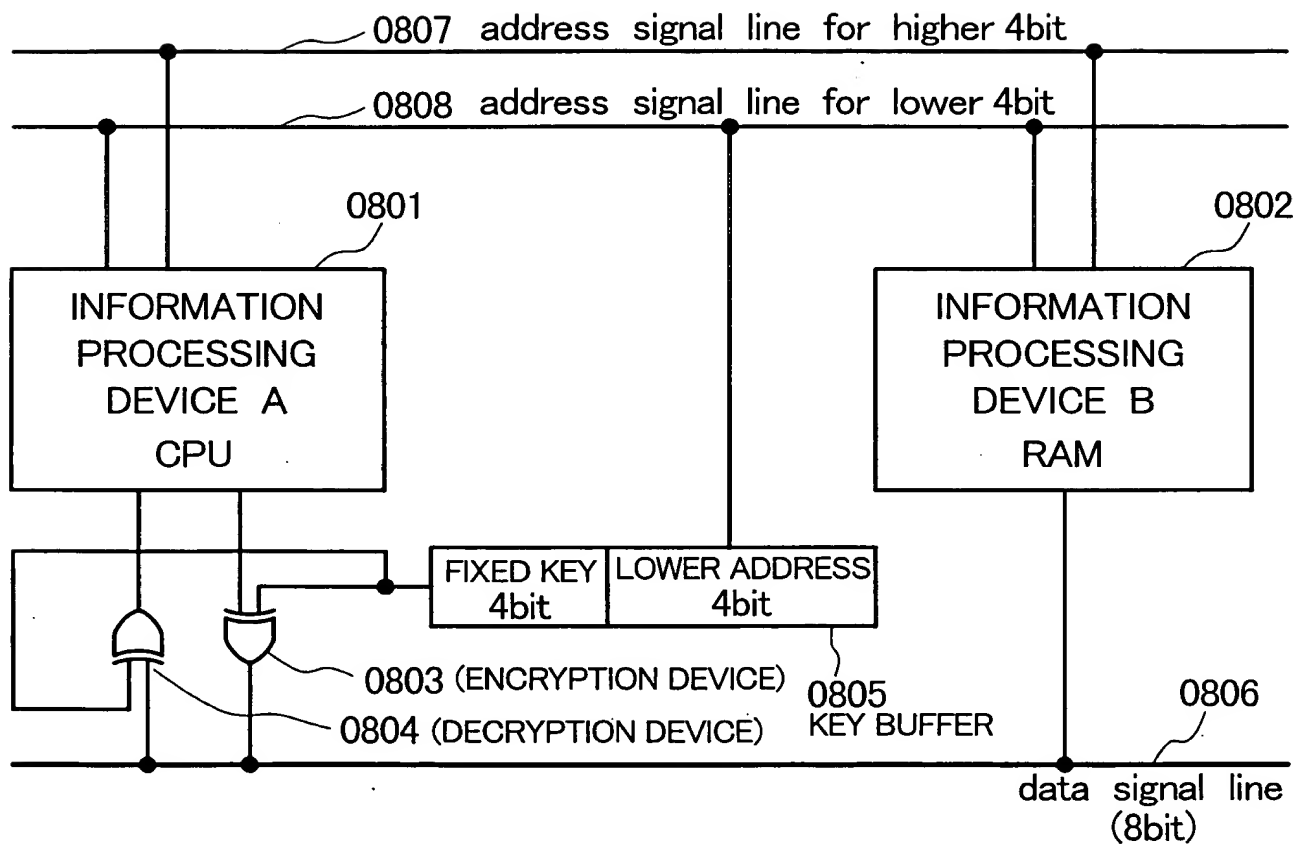 0807 address signal line for higher 4bit
0808 address signal line for lower 4bit
0801
0802
INFORMATION
PROCESSING
DEVICE A
CPU
INFORMATION
PROCESSING
DEVICE B
RAM
FIXED KEY
4bit
LOWER ADDRESS
4bit
0803 (ENCRYPTION DEVICE)
0804 (DECRYPTION DEVICE)
0805
KEY BUFFER
0806
data signal line
(8bit)